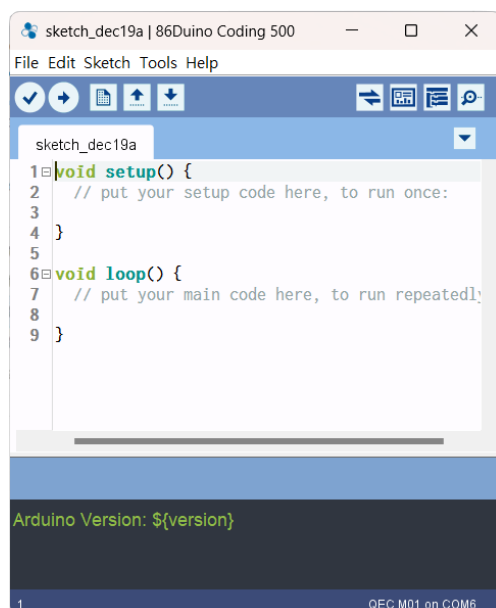 sketch_dec19a | 86Duino Coding 500
File Edit Sketch Tools Help
sketch_dec19a
1 void setup() {
2 // put your setup code here, to run once:
3
4 }
5
6 void loop() {
7 // put your main code here, to run repeatedly
8
9 }
Arduino Version: ${version}
1 QEC M01 on COM6